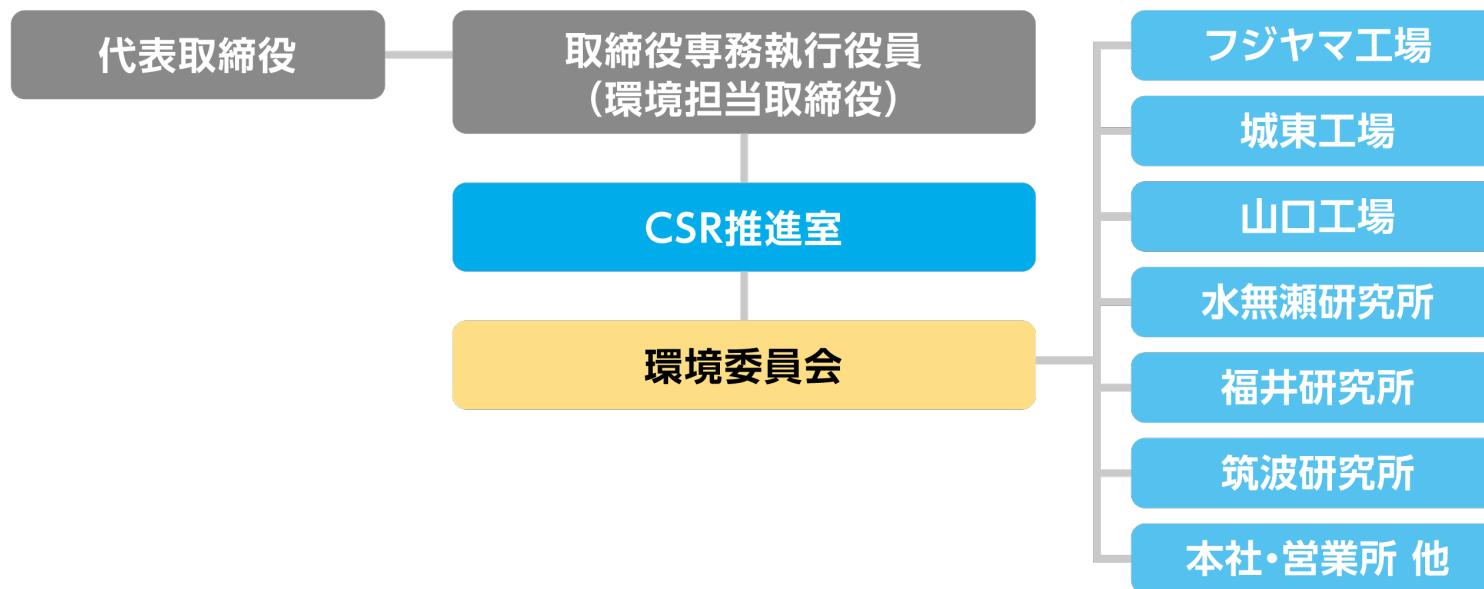 代表取締役
取締役専務執行役員
（環境担当取締役）
CSR推進室
環境委員会
フジヤマ工場
城東工場
山口工場
水無瀬研究所
福井研究所
筑波研究所
本社・営業所 他